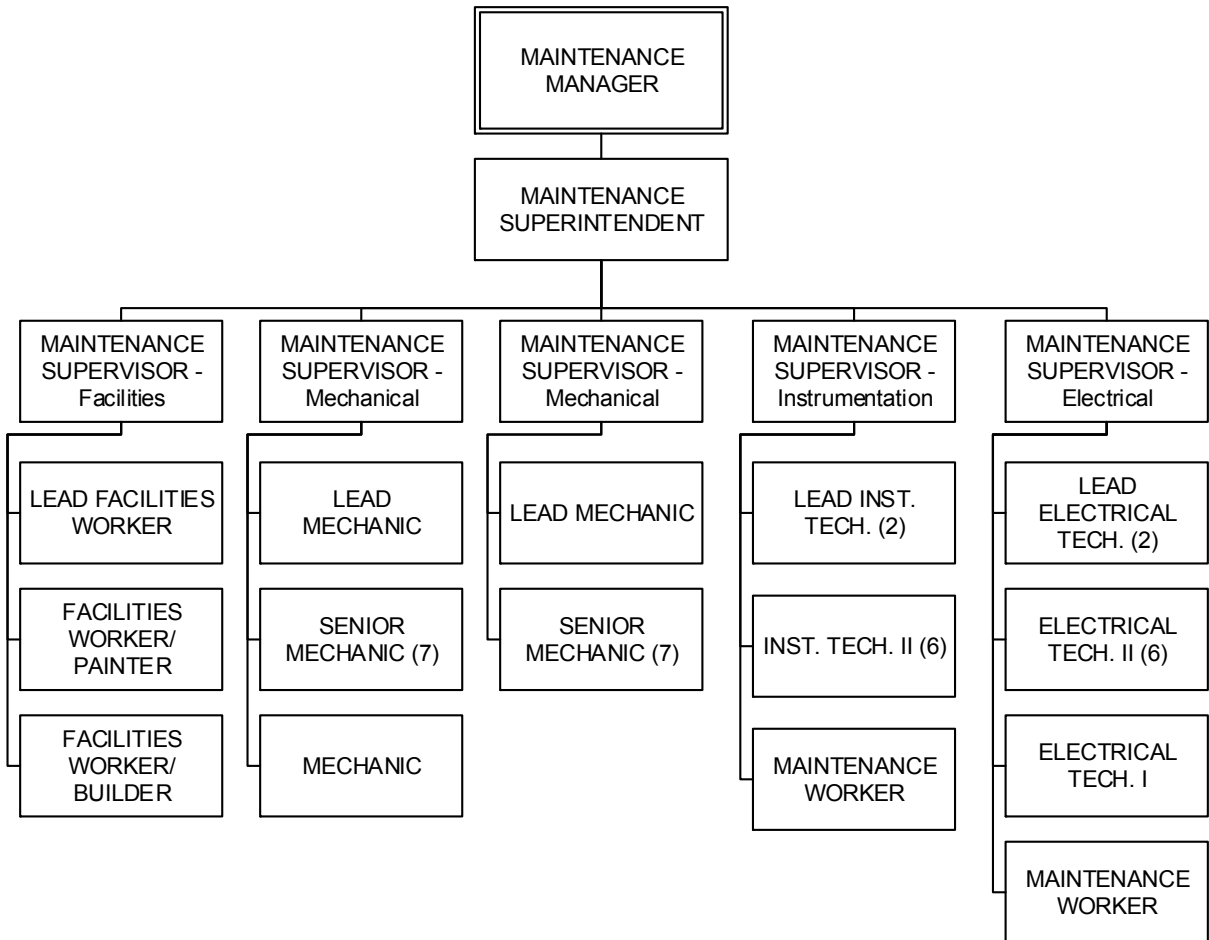 MAINTENANCE
MANAGER
MAINTENANCE
SUPERINTENDENT
MAINTENANCE
SUPERVISOR -
Facilities
MAINTENANCE
SUPERVISOR -
Mechanical
MAINTENANCE
SUPERVISOR -
Mechanical
MAINTENANCE
SUPERVISOR -
Instrumentation
MAINTENANCE
SUPERVISOR -
Electrical
LEAD FACILITIES
WORKER
LEAD
MECHANIC
LEAD MECHANIC
LEAD INST.
TECH. (2)
LEAD
ELECTRICAL
TECH. (2)
FACILITIES
WORKER/
PAINTER
SENIOR
MECHANIC (7)
SENIOR
MECHANIC (7)
INST. TECH. II (6)
ELECTRICAL
TECH. II (6)
FACILITIES
WORKER/
BUILDER
MECHANIC
MAINTENANCE
WORKER
ELECTRICAL
TECH. I
MAINTENANCE
WORKER